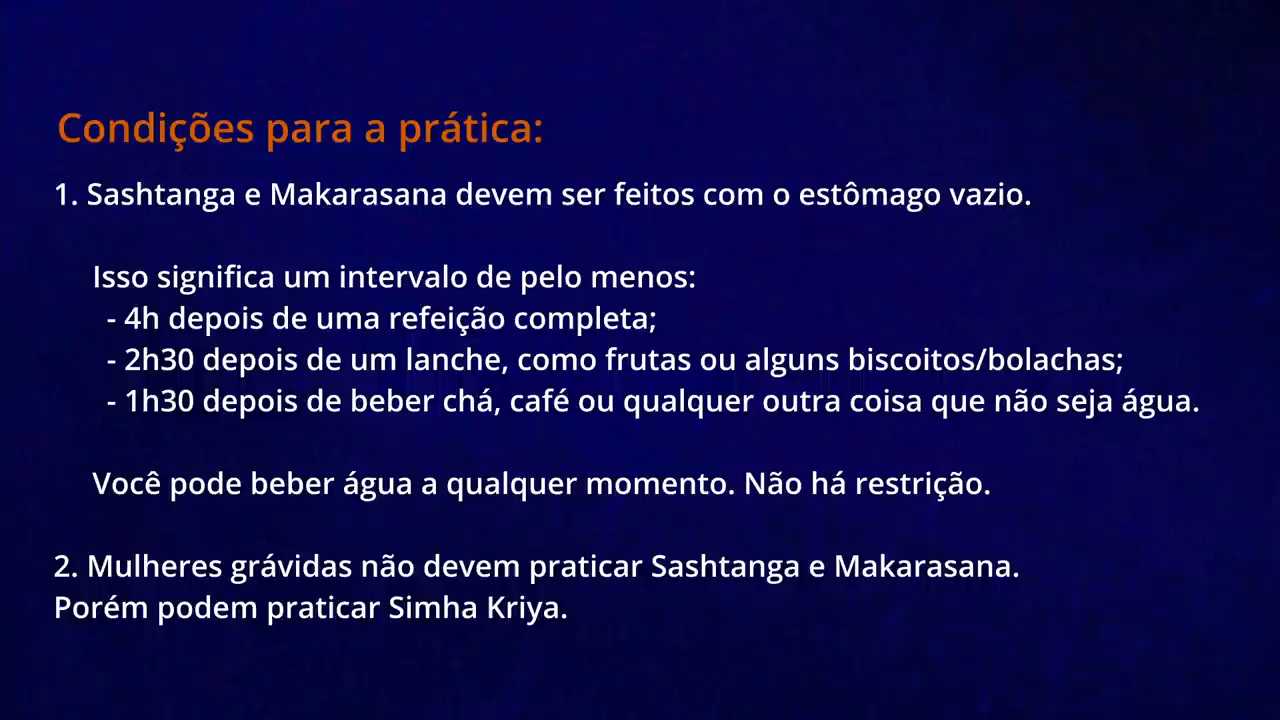 Condições para a prática:
1. Sashtanga e Makarasana devem ser feitos com o estômago vazio.
Isso significa um intervalo de pelo menos:
- 4h depois de uma refeição completa;
- 2h30 depois de um lanche, como frutas ou alguns biscoitos/bolachas;
- 1h30 depois de beber chá, café ou qualquer outra coisa que não seja água.
Você pode beber água a qualquer momento. Não há restrição.
2. Mulheres grávidas não devem praticar Sashtanga e Makarasana.
Porém podem praticar Simha Kriya.